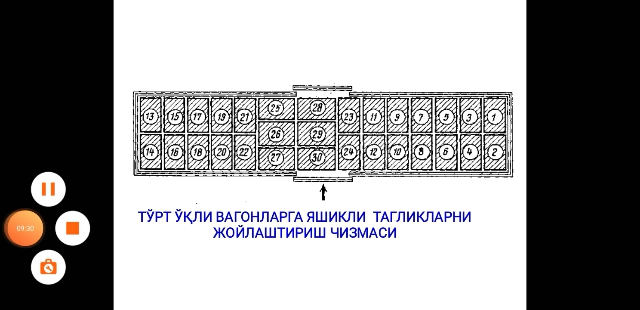 25 28
13 15 17 19 21 23 11 9 7 5 3 1
26 29
14 16 18 20 22 27 30 24 12 10 8 6 4 2
09:30
ТЎРТ ЎҚЛИ ВАГОНЛАРГА ЯШИКЛИ ТАГЛИКЛАРНИ
ЖОЙЛАШТИРИШ ЧИЗМАСИ